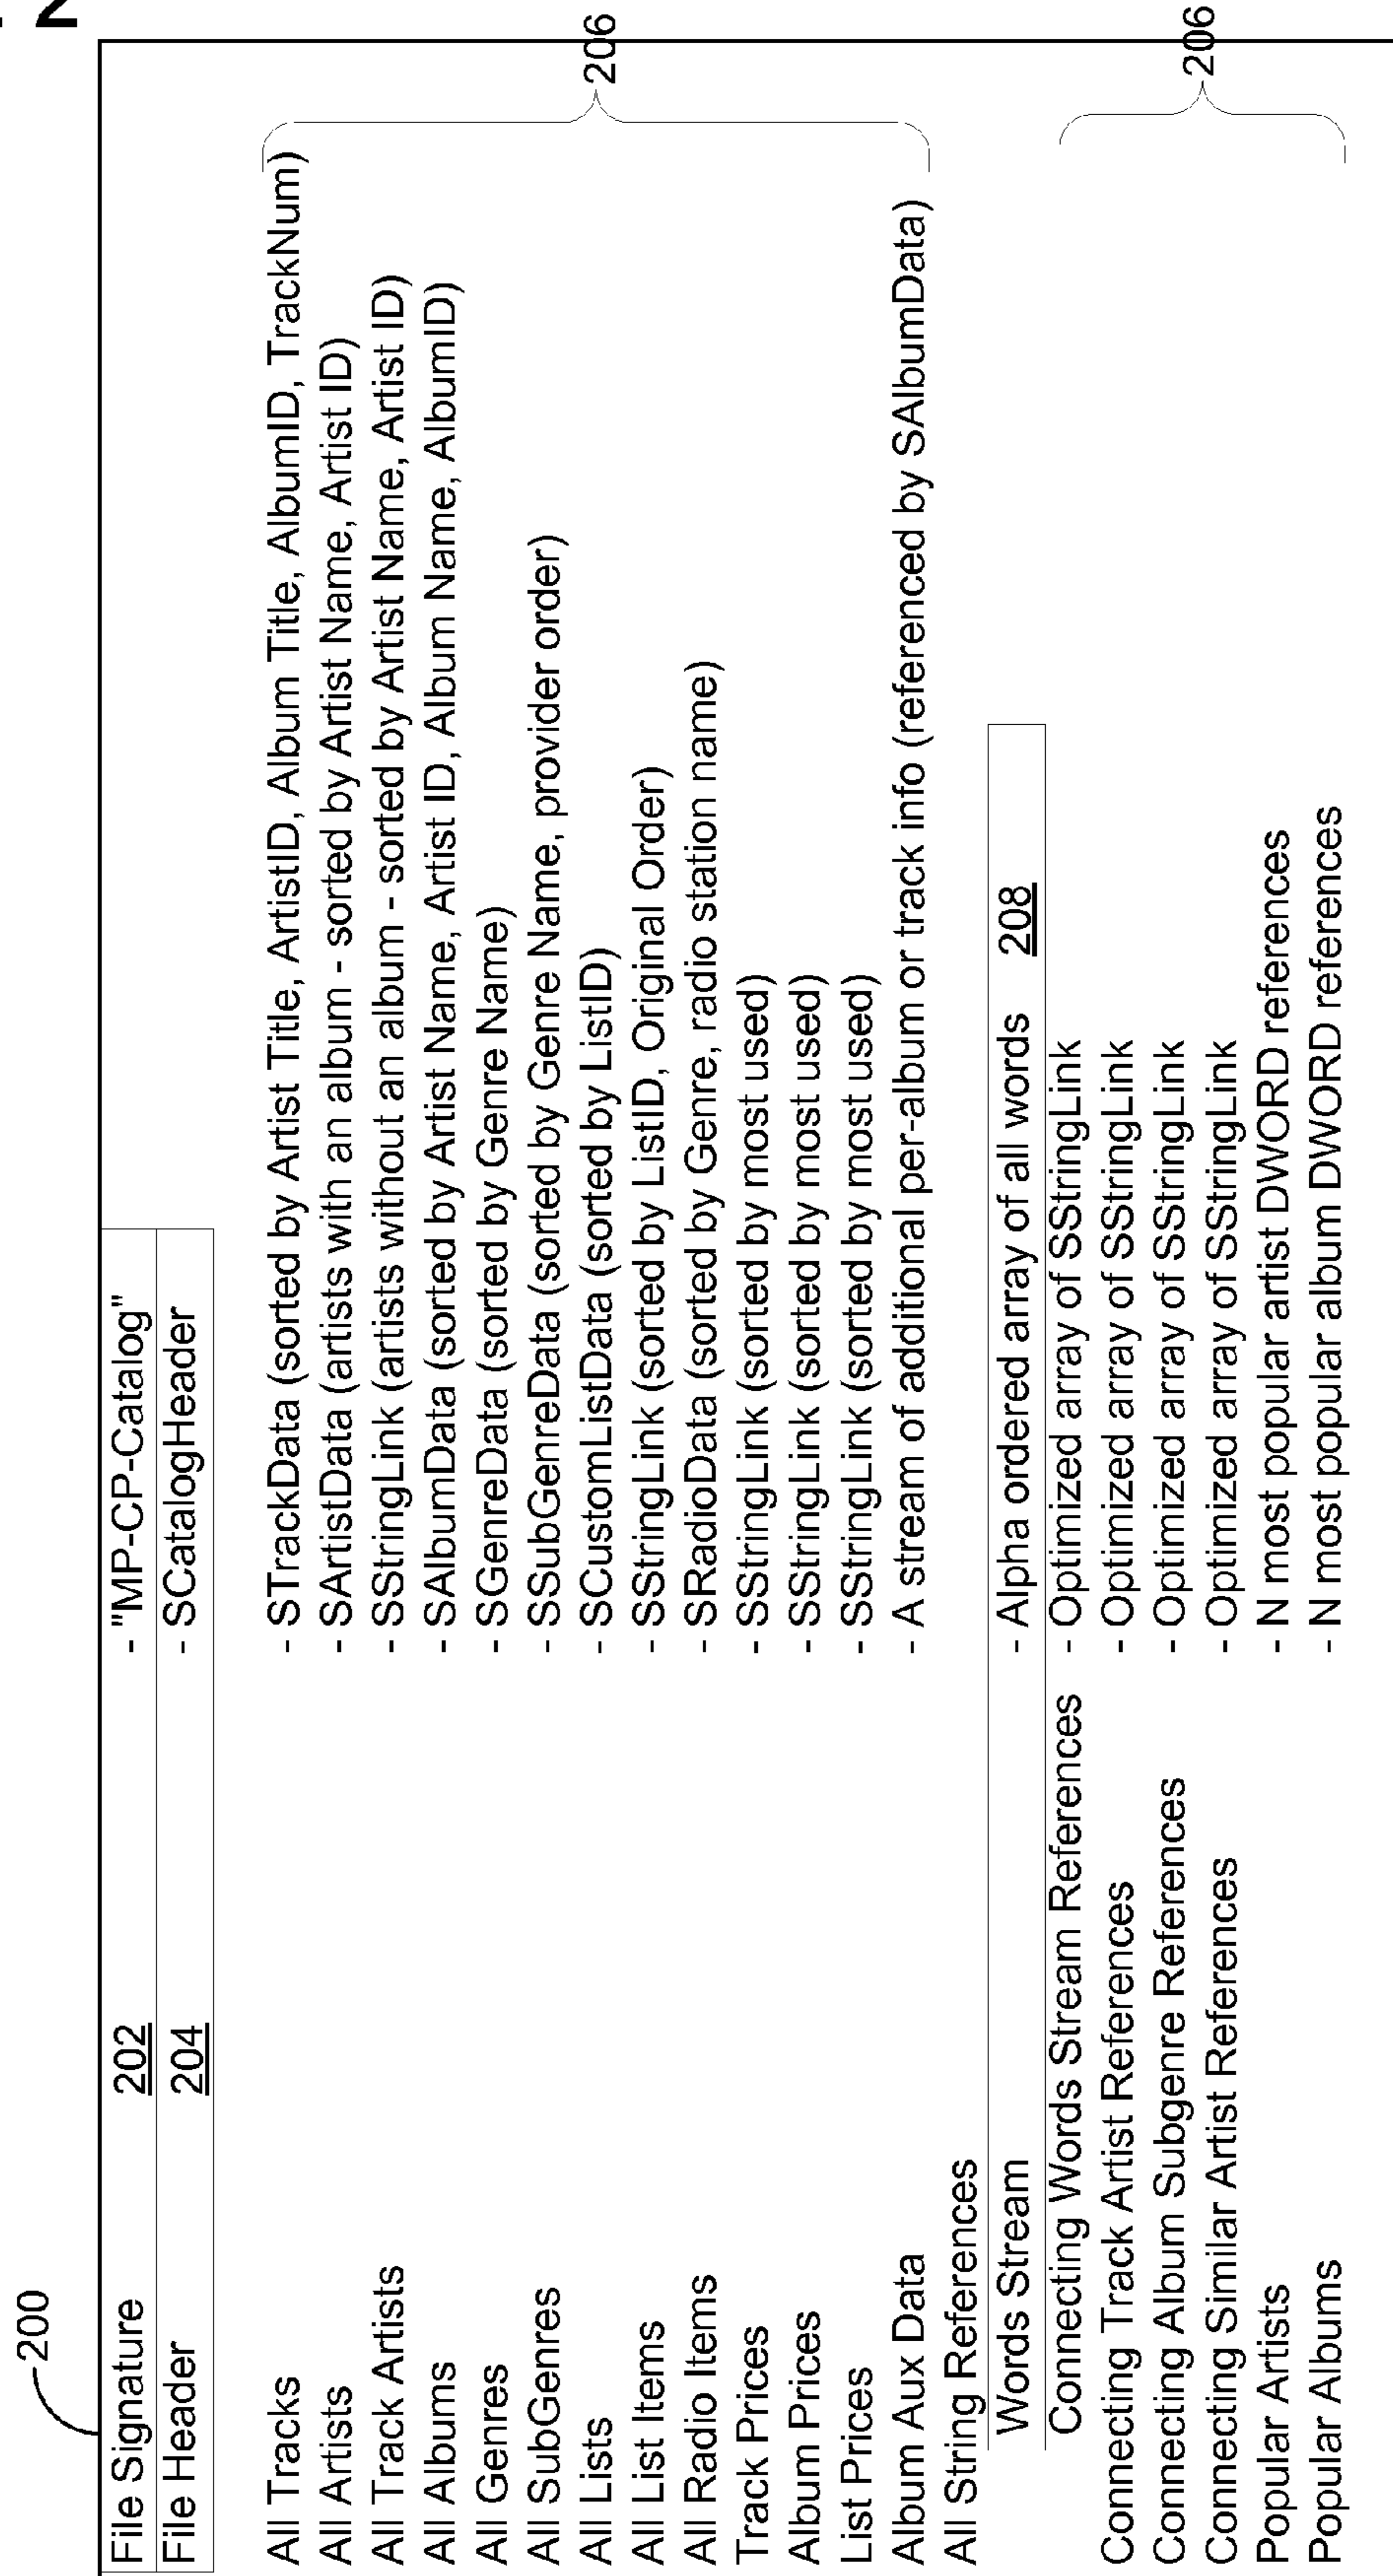 2
200
File Signature 202 - "MP-CP-Catalog"
File Header 204 - SCatalogHeader
All Tracks - STrackData (sorted by Artist Title, ArtistID, Album Title, AlbumID, TrackNum)
All Artists - SArtistData (artists with an album - sorted by Artist Name, Artist ID)
All Track Artists - SStringLink (artists without an album - sorted by Artist Name, Artist ID)
All Albums - SAlbumData (sorted by Artist Name, Artist ID, Album Name, AlbumID)
All Genres - SGenreData (sorted by Genre Name)
All SubGenres - SSubGenreData (sorted by Genre Name, provider order)
All Lists - SCustomListData (sorted by ListID)
All List Items - SStringLink (sorted by ListID, Original Order)
206
All Radio Items - SRadioData (sorted by Genre, radio station name)
Track Prices - SStringLink (sorted by most used)
Album Prices - SStringLink (sorted by most used)
List Prices - SStringLink (sorted by most used)
Album Aux Data - A stream of additional per-album or track info (referenced by SAlbumData)
All String References
Words Stream - Alpha ordered array of all words 208
Connecting Words Stream References - Optimized array of SStringLink
Connecting Track Artist References - Optimized array of SStringLink
Connecting Album Subgenre References - Optimized array of SStringLink
206
Connecting Similar Artist References - Optimized array of SStringLink
Popular Artists - N most popular artist DWORD references
Popular Albums - N most popular album DWORD references